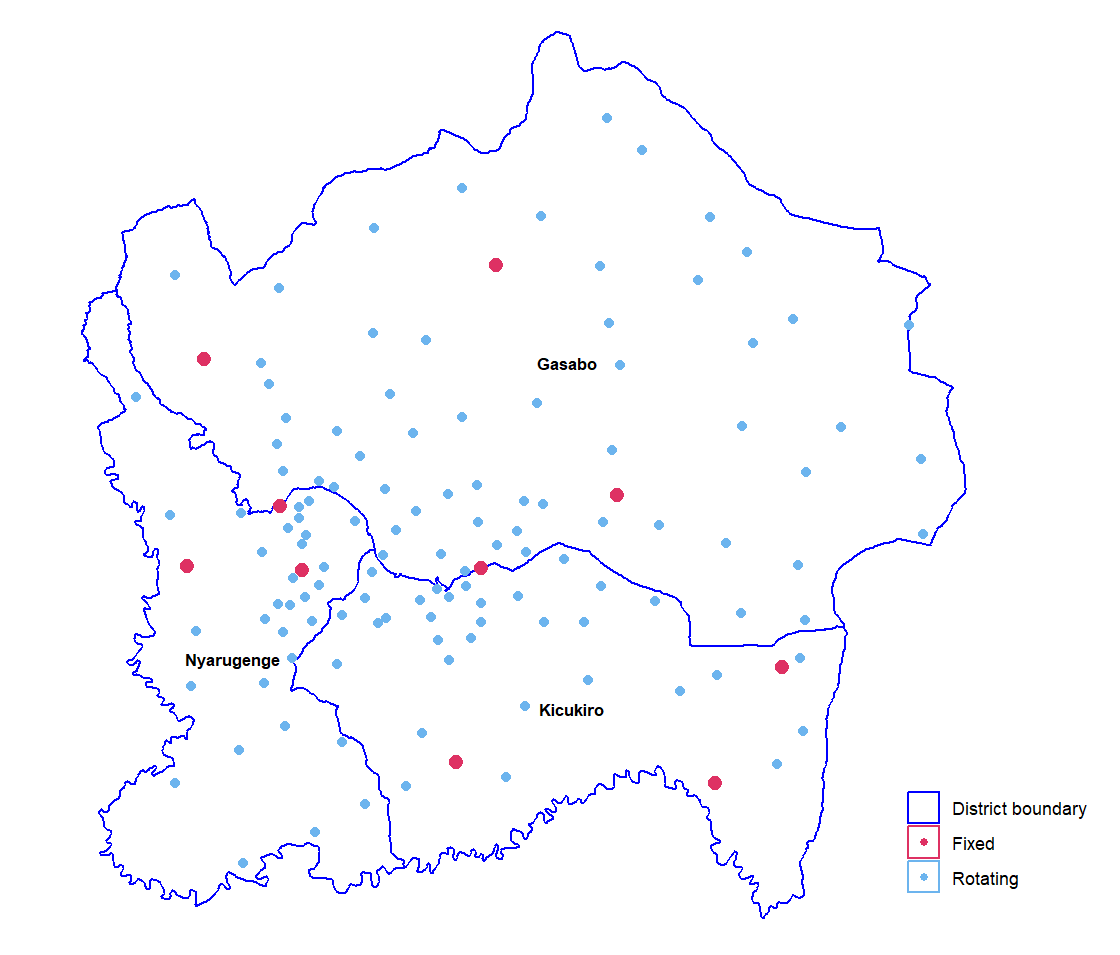 Gasabo
Nyarugenge
Kicukiro
District boundary
Fixed
Rotating